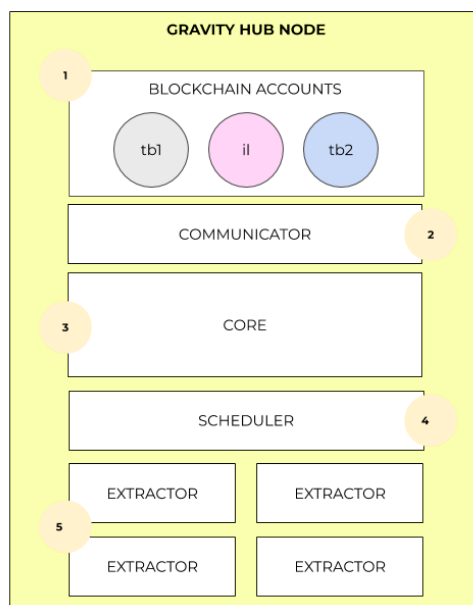 GRAVITY HUB NODE
1
BLOCKCHAIN ACCOUNTS
tb1 il tb2
COMMUNICATOR 2
3 CORE
SCHEDULER 4
EXTRACTOR EXTRACTOR
5
EXTRACTOR EXTRACTOR